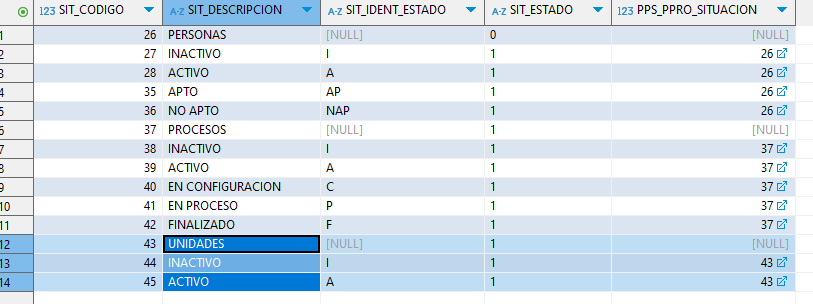 123 SIT_CODIGO A-Z SIT_DESCRIPCION A-Z SIT_IDENT_ESTADO A-Z SIT_ESTADO 123 PPS_PPRO_SITUACION
1 26 PERSONAS [NULL] 0 [NULL]
2 27 INACTIVO I 1 26
3 28 ACTIVO A 1 26
4 35 APTO AP 1 26
5 36 NO APTO NAP 1 26
6 37 PROCESOS [NULL] 1 [NULL]
7 38 INACTIVO I 1 37
8 39 ACTIVO A 1 37
9 40 EN CONFIGURACION C 1 37
10 41 EN PROCESO P 1 37
11 42 FINALIZADO F 1 37
12 43 UNIDADES [NULL] 1 [NULL]
13 44 INACTIVO I 1 43
14 45 ACTIVO A 1 43